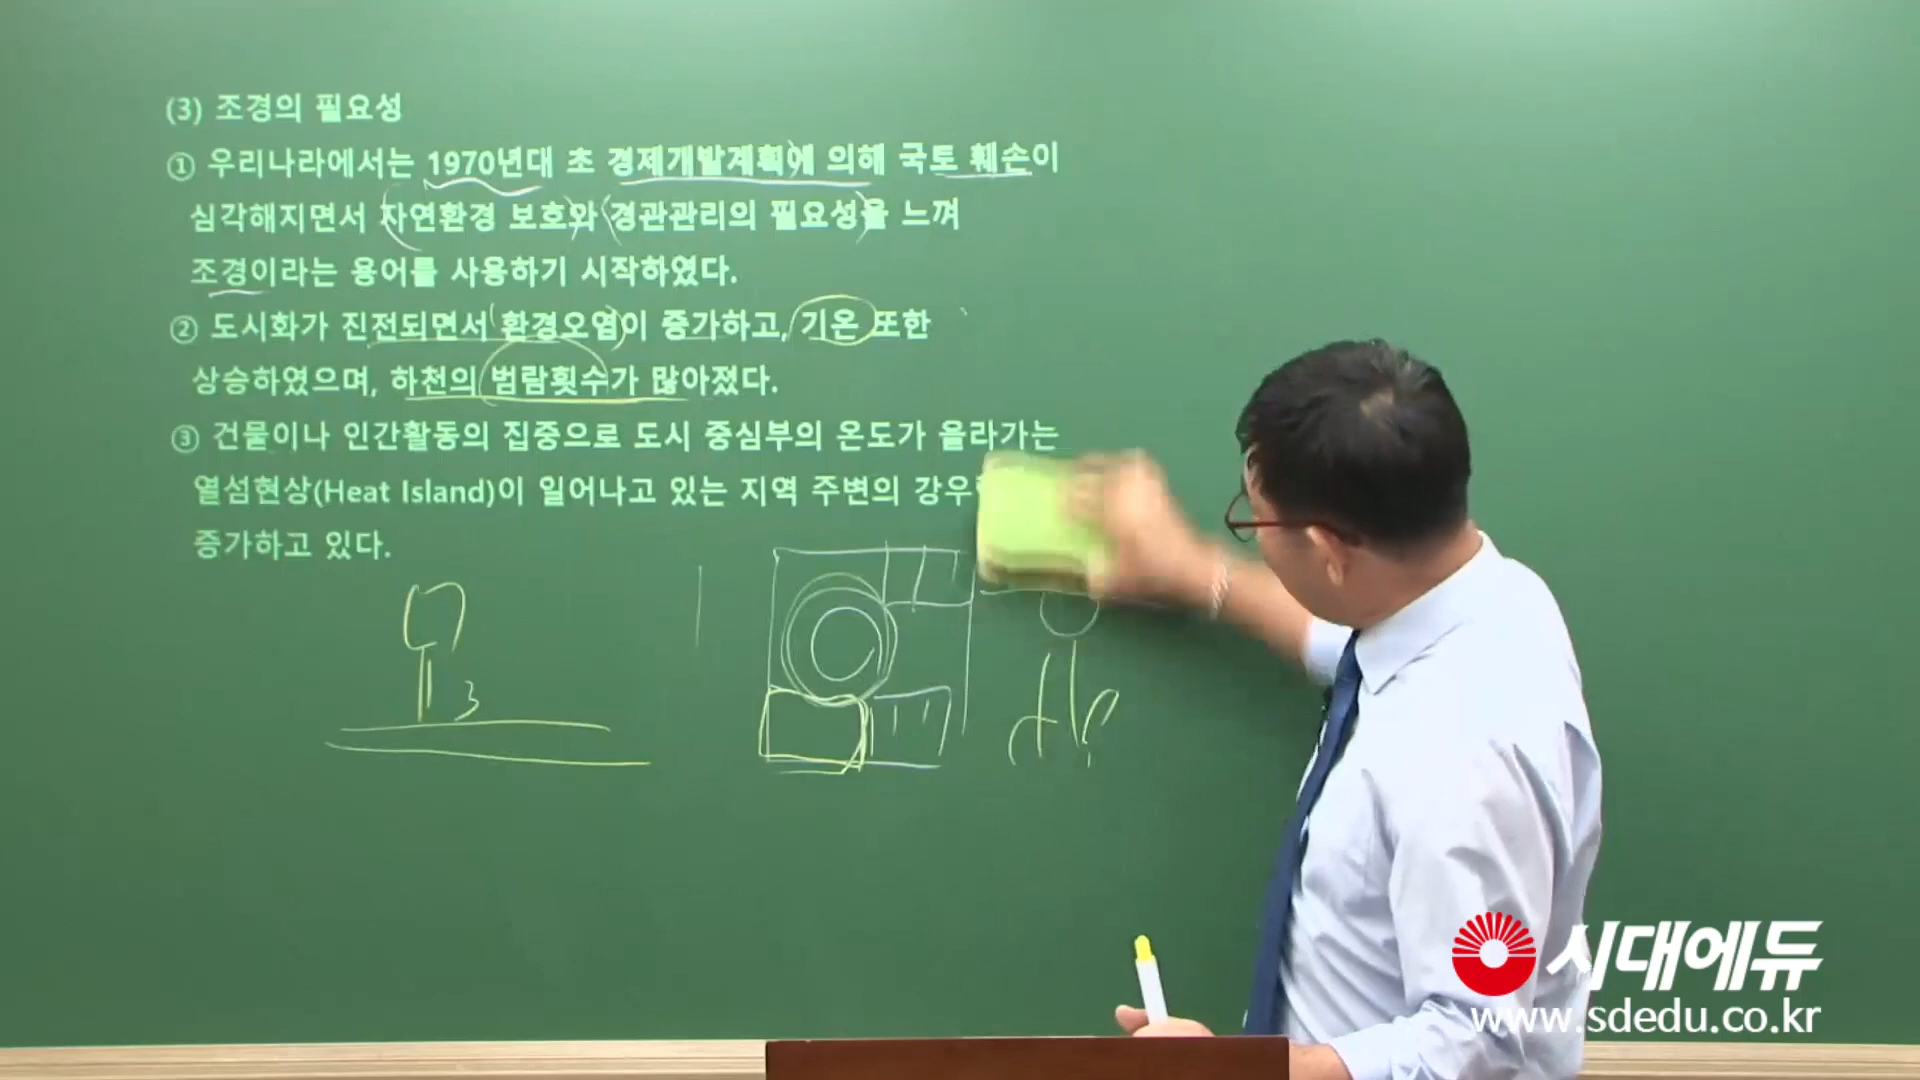 (3) 조경의 필요성
① 우리나라에서는 1970년대 초 경제개발계획에 의해 국토 훼손이
심각해지면서 자연환경 보호와 경관관리의 필요성을 느껴
조경이라는 용어를 사용하기 시작하였다.
② 도시화가 진전되면서 환경오염이 증가하고, 기온 또한
상승하였으며, 하천의 범람횟수가 많아졌다.
③ 건물이나 인간활동의 집중으로 도시 중심부의 온도가 올라가는
열섬현상(Heat Island)이 일어나고 있는 지역 주변의
증가하고 있다.
3
시대에듀
www.sdedu.co.kr